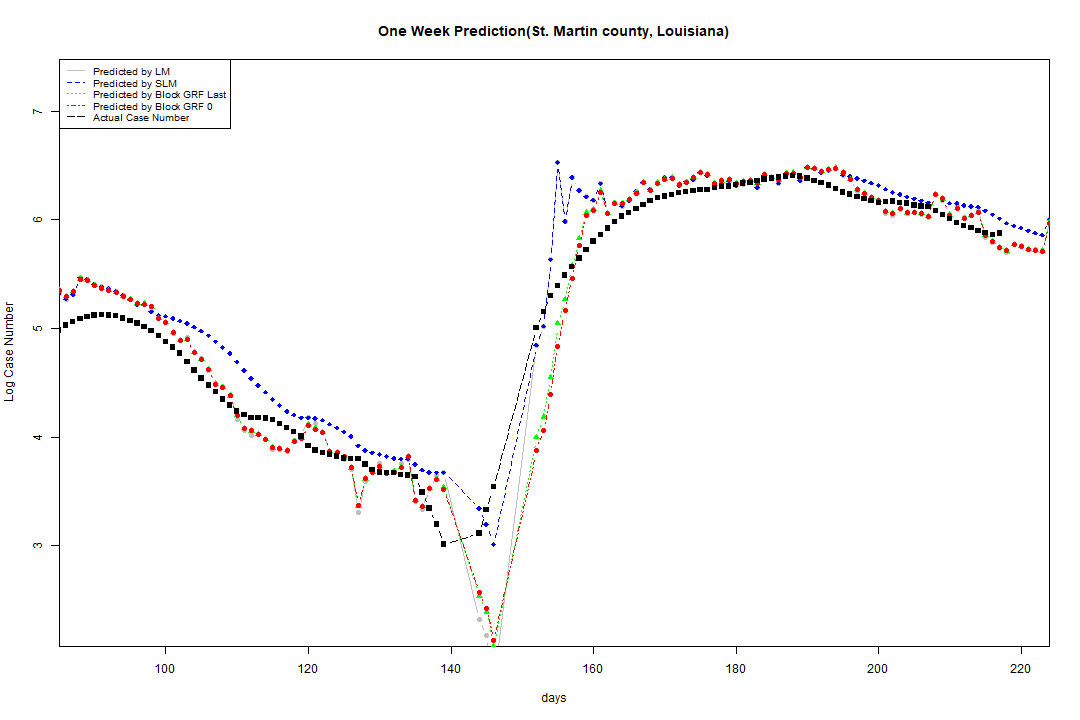 One Week Prediction(St. Martin county, Louisiana)
Predicted by LM
Predicted by SLM
Predicted by Block GRF Last
Predicted by Block GRF 0
Actual Case Number
7
6
5
4
3
Log Case Number
100 120 140 160 180 200 220
days